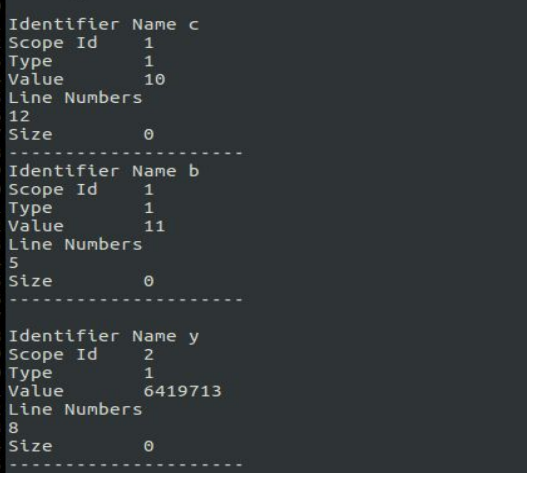 Identifier Name c
Scope Id 1
Type 1
Value 10
Line Numbers
12
Size 0
----------------------
Identifier Name b
Scope Id 1
Type 1
Value 11
Line Numbers
5
Size 0
----------------------
Identifier Name y
Scope Id 2
Type 1
Value 6419713
Line Numbers
8
Size 0
----------------------